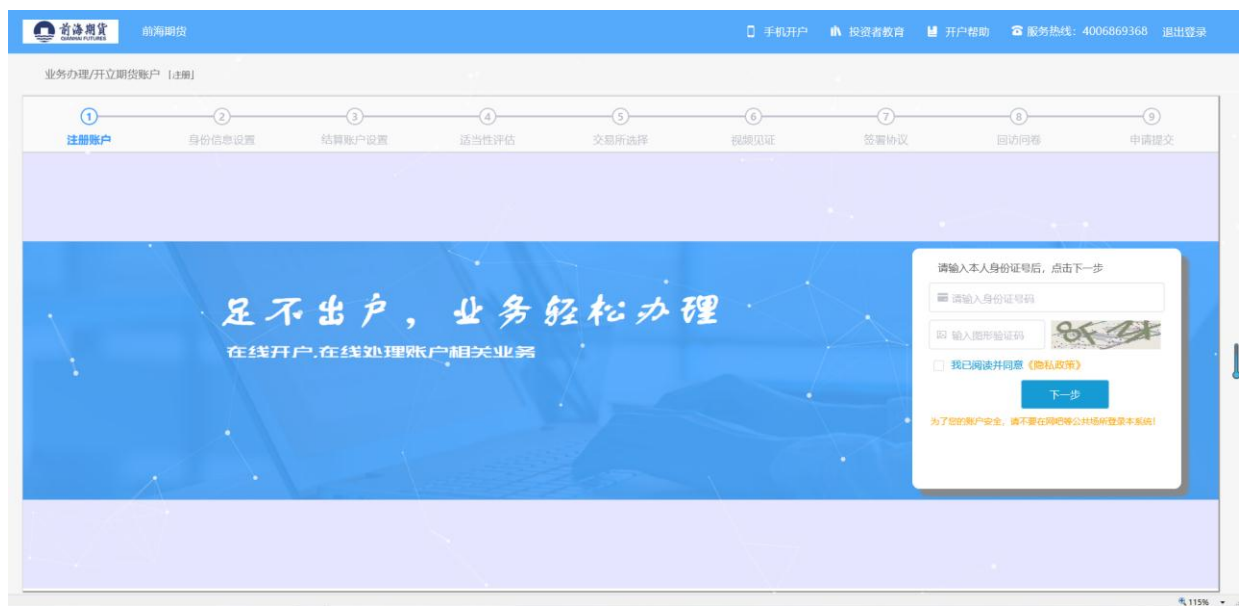 前海期货 QIANHAI FUTURES 前海期货 手机开户 投资者教育 开户帮助 服务热线：4006869368 退出登录
业务办理/开立期货账户 [注册]
1 2 3 4 5 6 7 8 9
注册账户 身份信息设置 结算账户设置 适当性评估 交易所选择 视频见证 签署协议 回访问卷 申请提交
足不出户，业务轻松办理
在线开户.在线处理账户相关业务
请输入本人身份证号后，点击下一步
请输入身份证号码
输入图形验证码
我已阅读并同意《隐私政策》
下一步
为了您的账户安全，请不要在网吧等公共场所登录本系统！
115%